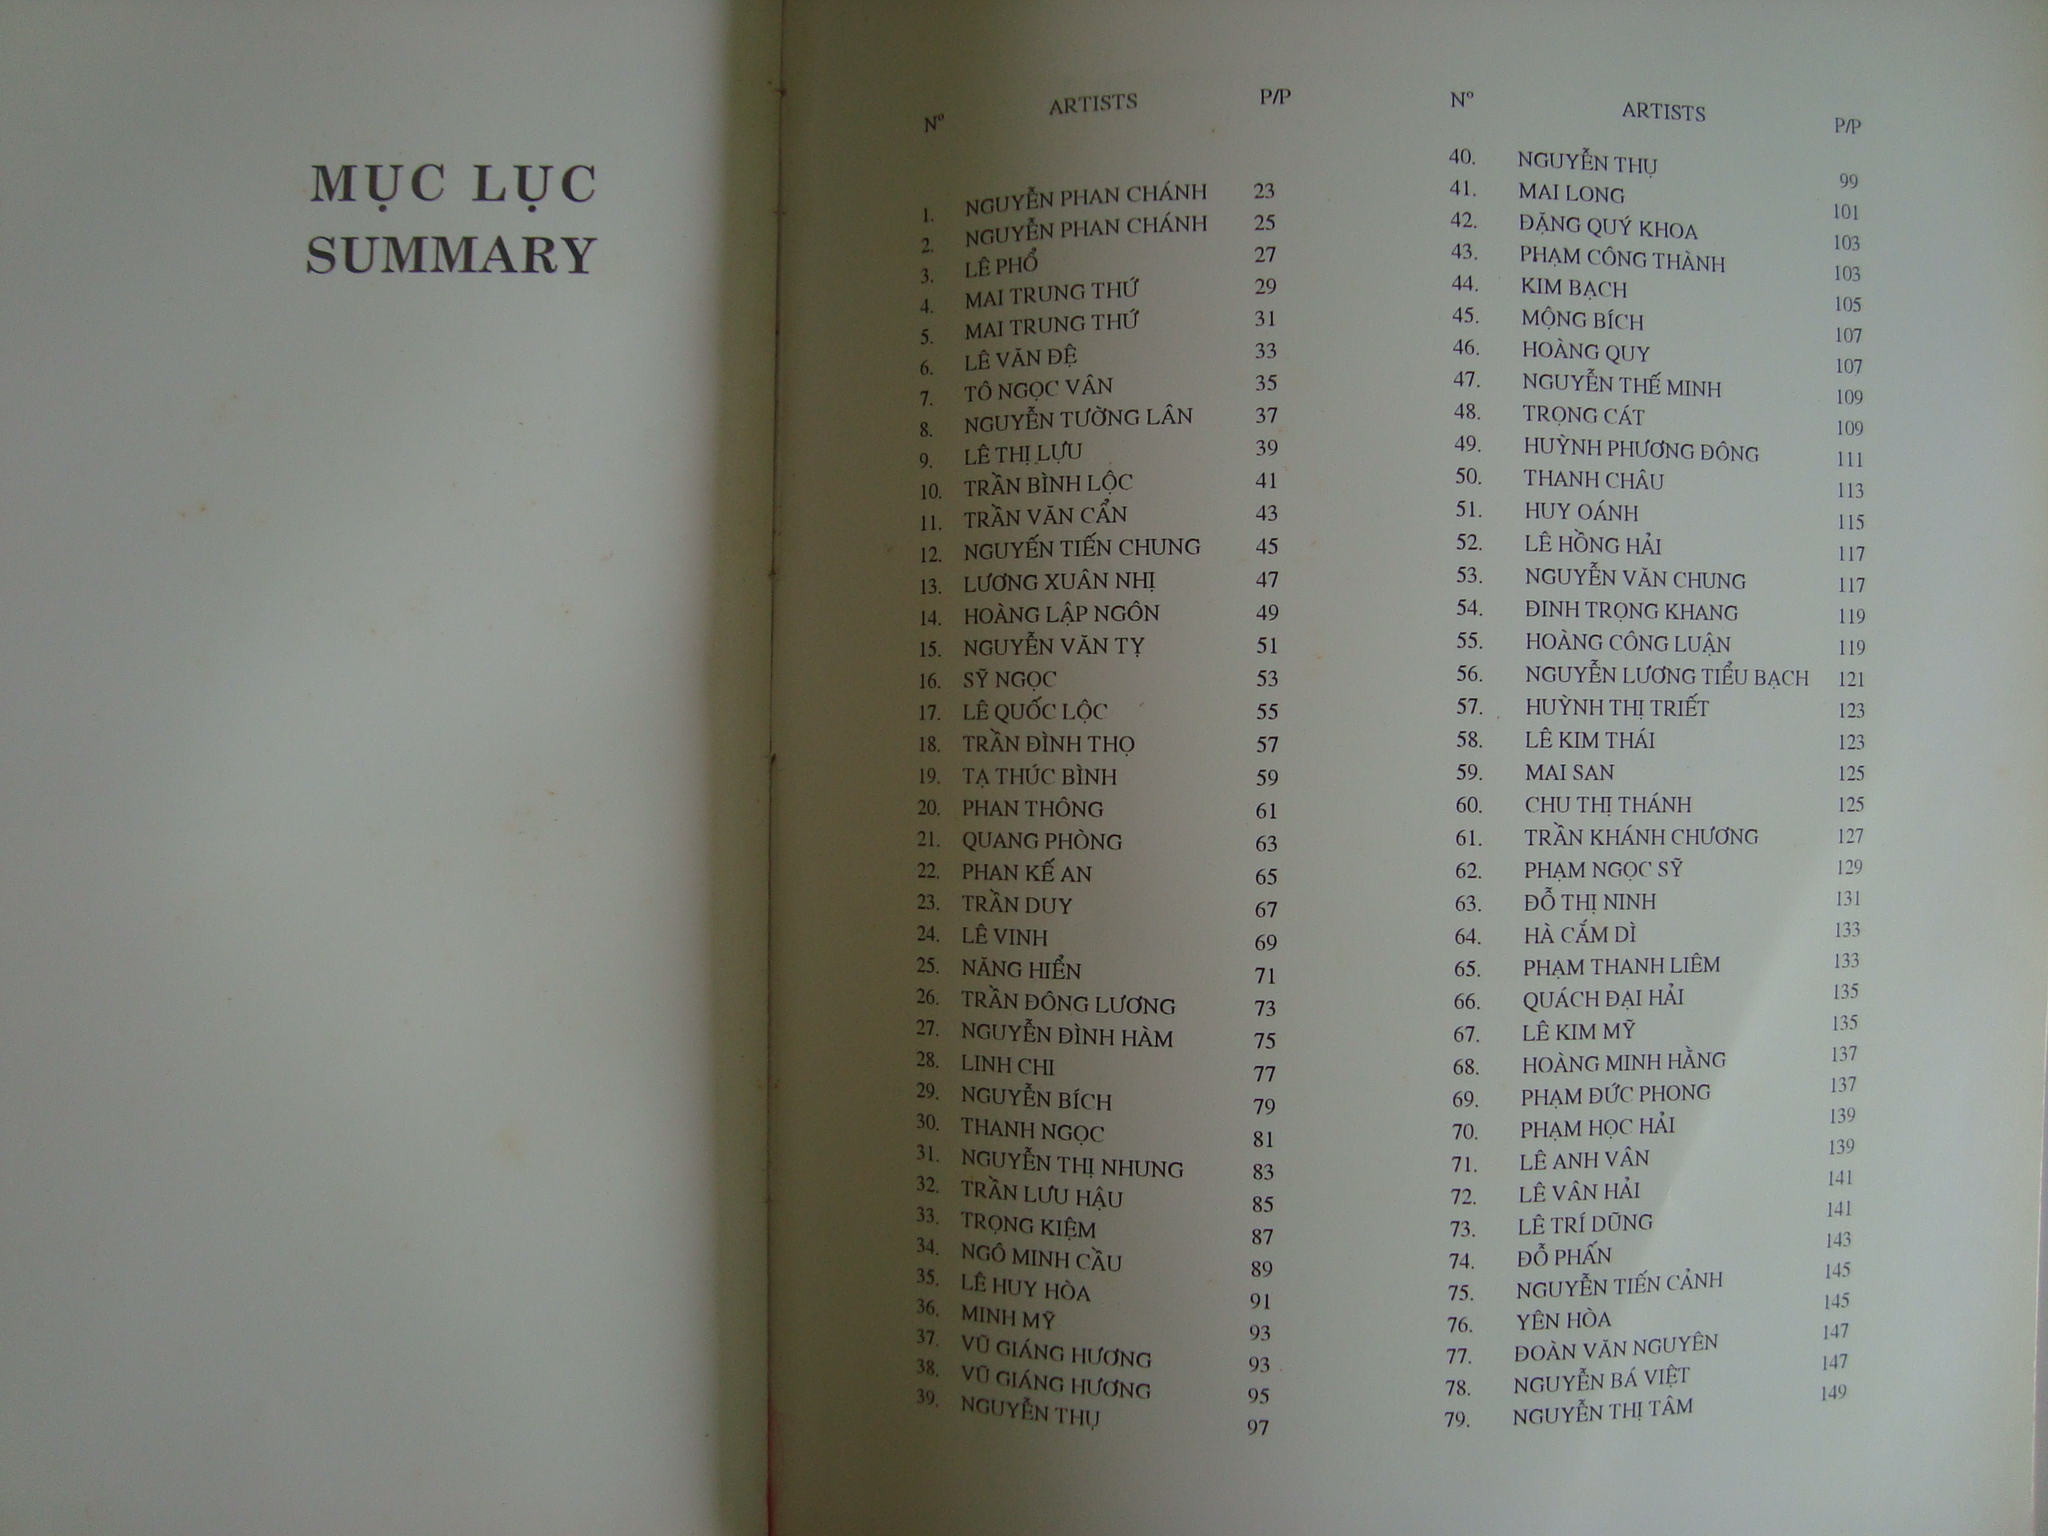 MỤC LỤC
SUMMARY
Nº ARTISTS P/P
1. NGUYỄN PHAN CHÁNH 23
2. NGUYỄN PHAN CHÁNH 25
3. LÊ PHỔ 27
4. MAI TRUNG THỨ 29
5. MAI TRUNG THỨ 31
6. LÊ VĂN ĐỆ 33
7. TÔ NGỌC VÂN 35
8. NGUYỄN TƯỜNG LÂN 37
9. LÊ THỊ LỰU 39
10. TRẦN BÌNH LỘC 41
11. TRẦN VĂN CẨN 43
12. NGUYẾN TIẾN CHUNG 45
13. LƯƠNG XUÂN NHỊ 47
14. HOÀNG LẬP NGÔN 49
15. NGUYỄN VĂN TỴ 51
16. SỸ NGỌC 53
17. LÊ QUỐC LỘC 55
18. TRẦN ĐÌNH THỌ 57
19. TẠ THÚC BÌNH 59
20. PHAN THÔNG 61
21. QUANG PHÒNG 63
22. PHAN KẾ AN 65
23. TRẦN DUY 67
24. LÊ VINH 69
25. NĂNG HIỂN 71
26. TRẦN ĐÔNG LƯƠNG 73
27. NGUYỄN ĐÌNH HÀM 75
28. LINH CHI 77
29. NGUYỄN BÍCH 79
30. THANH NGỌC 81
31. NGUYỄN THỊ NHUNG 83
32. TRẦN LƯU HẬU 85
33. TRỌNG KIỆM 87
34. NGÔ MINH CẦU 89
35. LÊ HUY HÒA 91
36. MINH MỸ 93
37. VŨ GIÁNG HƯƠNG 93
38. VŨ GIÁNG HƯƠNG 95
39. NGUYỄN THỤ 97
Nº ARTISTS P/P
40. NGUYỄN THỤ 99
41. MAI LONG 101
42. ĐẶNG QUÝ KHOA 103
43. PHẠM CÔNG THÀNH 103
44. KIM BẠCH 105
45. MỘNG BÍCH 107
46. HOÀNG QUY 107
47. NGUYỄN THẾ MINH 109
48. TRỌNG CÁT 109
49. HUỲNH PHƯƠNG ĐÔNG 111
50. THANH CHÂU 113
51. HUY OÁNH 115
52. LÊ HỒNG HẢI 117
53. NGUYỄN VĂN CHUNG 117
54. ĐINH TRỌNG KHANG 119
55. HOÀNG CÔNG LUẬN 119
56. NGUYỄN LƯƠNG TIỂU BẠCH 121
57. HUỲNH THỊ TRIẾT 123
58. LÊ KIM THÁI 123
59. MAI SAN 125
60. CHU THỊ THÁNH 125
61. TRẦN KHÁNH CHƯƠNG 127
62. PHẠM NGỌC SỸ 129
63. ĐỖ THỊ NINH 131
64. HÀ CẮM DÌ 133
65. PHẠM THANH LIÊM 133
66. QUÁCH ĐẠI HẢI 135
67. LÊ KIM MỸ 135
68. HOÀNG MINH HẰNG 137
69. PHẠM ĐỨC PHONG 137
70. PHẠM HỌC HẢI 139
71. LÊ ANH VÂN 139
72. LÊ VÂN HẢI 141
73. LÊ TRÍ DŨNG 141
74. ĐỖ PHẤN 143
75. NGUYỄN TIẾN CẢNH 145
76. YÊN HÒA 145
77. ĐOÀN VĂN NGUYÊN 147
78. NGUYỄN BÁ VIỆT 147
79. NGUYỄN THỊ TÂM 149